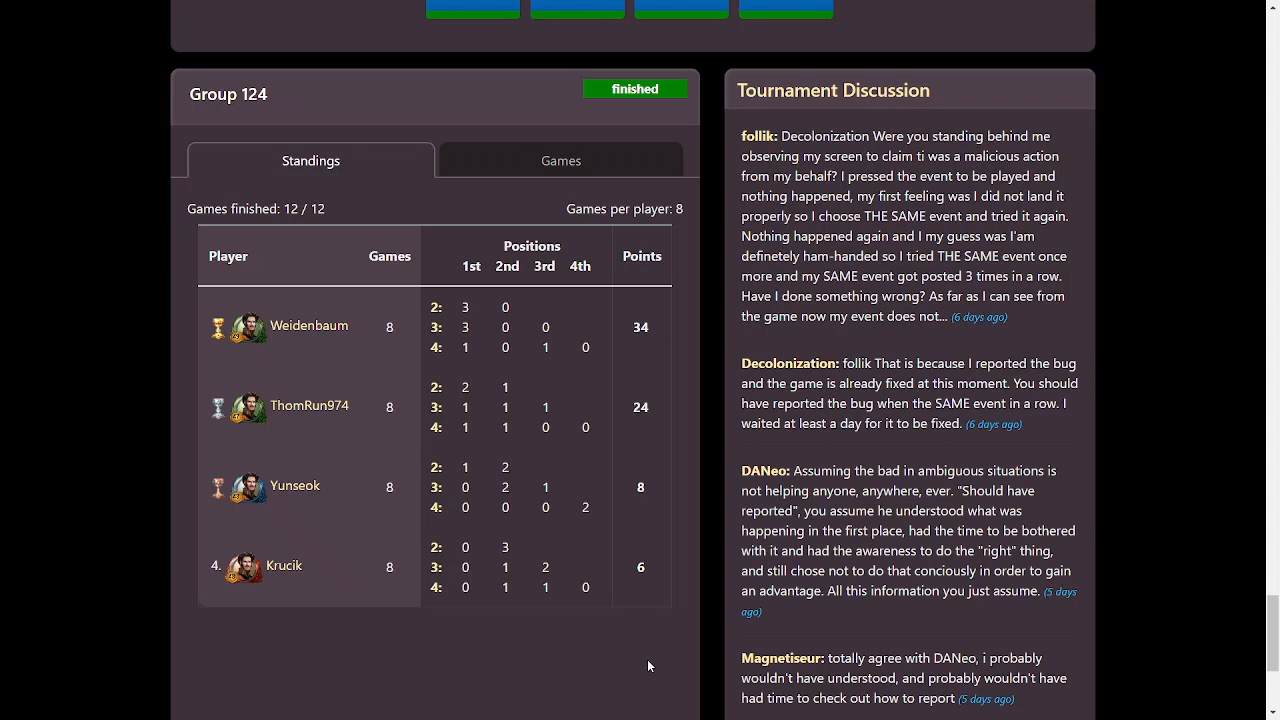 Group 124
finished
Standings
Games
Games finished: 12 / 12
Games per player: 8
Player Games Positions Points
1st 2nd 3rd 4th
Weidenbaum 8 34
2: 3 0
3: 3 0 0
4: 1 0 1 0
ThomRun974 8 24
2: 2 1
3: 1 1 1
4: 1 1 0 0
Yunseok 8 8
2: 1 2
3: 0 2 1
4: 0 0 0 2
4. Krucik 8 6
2: 0 3
3: 0 1 2
4: 0 1 1 0
Tournament Discussion
follik: Decolonization Were you standing behind me
observing my screen to claim ti was a malicious action
from my behalf? I pressed the event to be played and
nothing happened, my first feeling was I did not land it
properly so I choose THE SAME event and tried it again.
Nothing happened again and I my guess was I'am
definetely ham-handed so I tried THE SAME event once
more and my SAME event got posted 3 times in a row.
Have I done something wrong? As far as I can see from
the game now my event does not... (6 days ago)
Decolonization: follik That is because I reported the bug
and the game is already fixed at this moment. You should
have reported the bug when the SAME event in a row. I
waited at least a day for it to be fixed. (6 days ago)
DANeo: Assuming the bad in ambiguous situations is
not helping anyone, anywhere, ever. "Should have
reported", you assume he understood what was
happening in the first place, had the time to be bothered
with it and had the awareness to do the "right" thing,
and still chose not to do that conciously in order to gain
an advantage. All this information you just assume. (5 days
ago)
Magnetiseur: totally agree with DANeo, i probably
wouldn't have understood, and probably wouldn't have
had time to check out how to report (5 days ago)